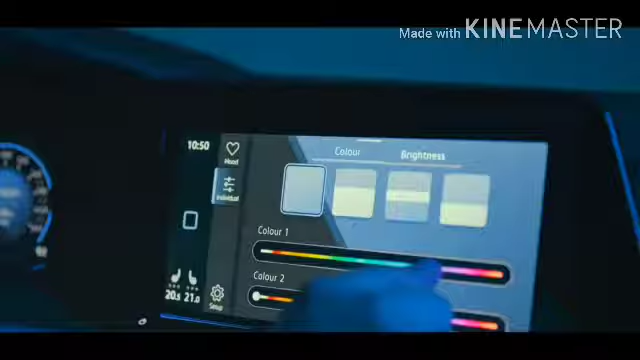 Made with KINEMASTER
10:50
Mood
Individual
Colour
Brightness
Colour 1
Colour 2
20.5 21.0
Setup